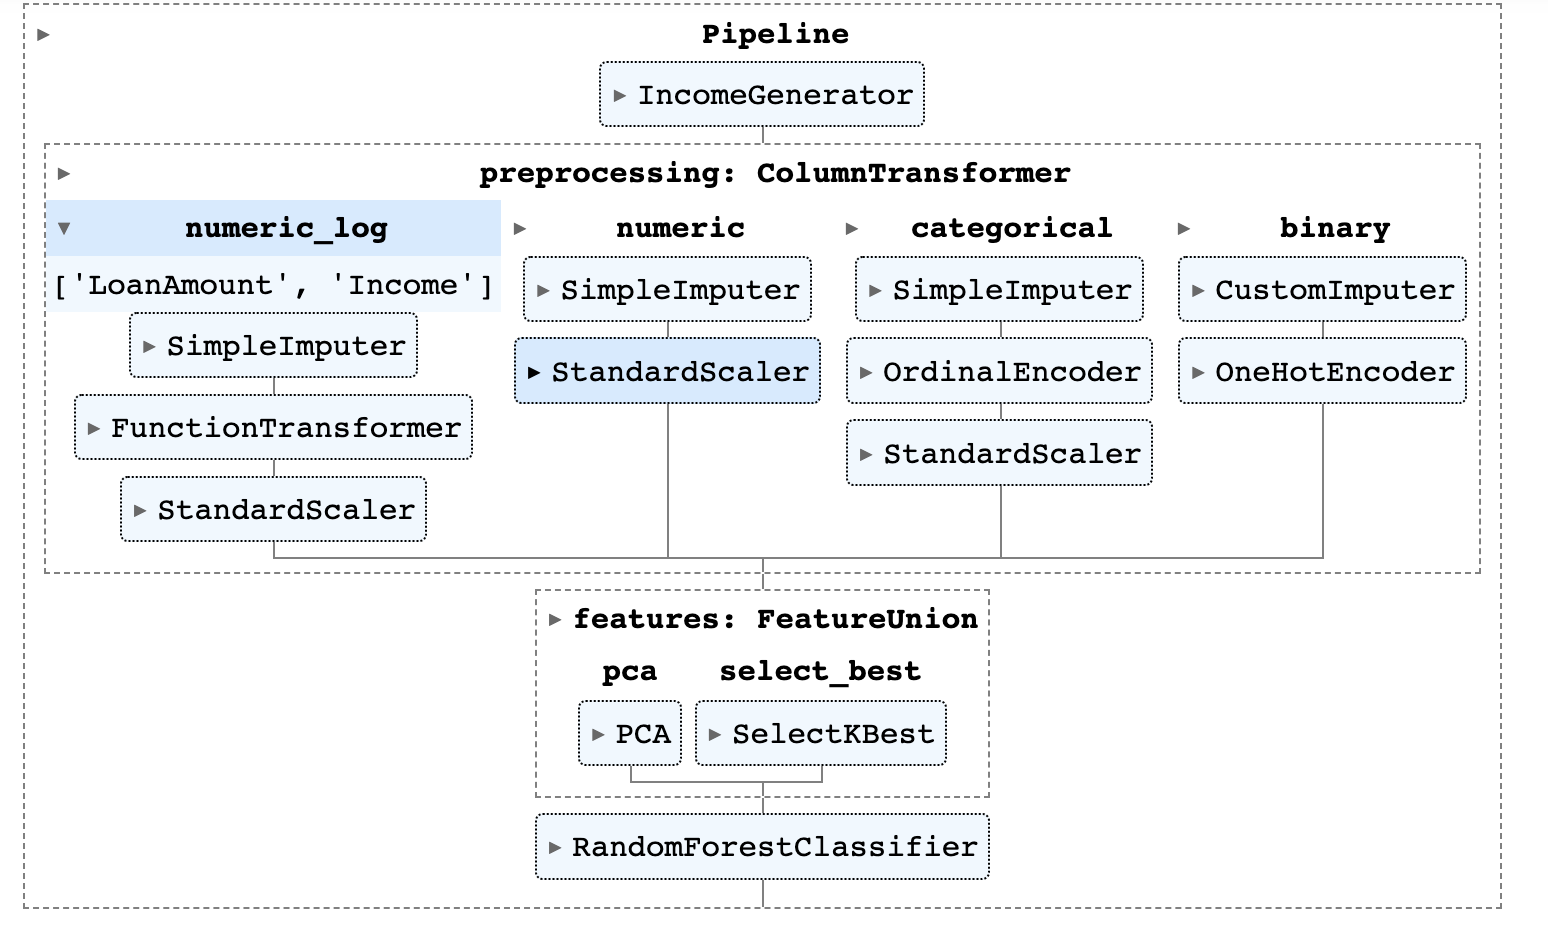 Pipeline
IncomeGenerator
preprocessing: ColumnTransformer
numeric_log
['LoanAmount', 'Income']
SimpleImputer
FunctionTransformer
StandardScaler
numeric
SimpleImputer
StandardScaler
categorical
SimpleImputer
OrdinalEncoder
StandardScaler
binary
CustomImputer
OneHotEncoder
features: FeatureUnion
pca
PCA
select_best
SelectKBest
RandomForestClassifier